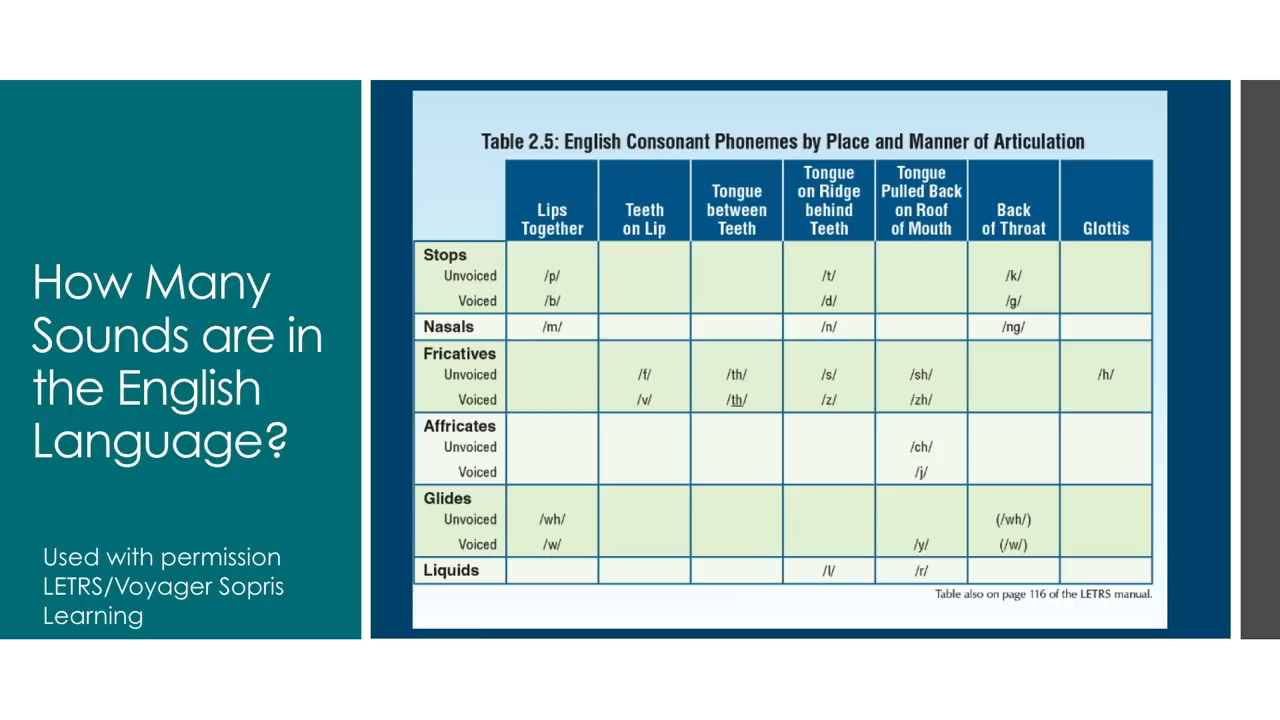 How Many
Sounds are in
the English
Language?
Used with permission
LETRS/Voyager Sopris
Learning
Table 2.5: English Consonant Phonemes by Place and Manner of Articulation
Lips Together	Teeth on Lip	Tongue between Teeth	Tongue on Ridge behind Teeth	Tongue Pulled Back on Roof of Mouth	Back of Throat	Glottis
Stops
Unvoiced /p/ /t/ /k/
Voiced /b/ /d/ /g/
Nasals /m/ /n/ /ng/
Fricatives
Unvoiced /f/ /th/ /s/ /sh/ /h/
Voiced /v/ /th/ /z/ /zh/
Affricates
Unvoiced /ch/
Voiced /j/
Glides
Unvoiced /wh/ (/wh/)
Voiced /w/ /y/ (/w/)
Liquids /l/ /r/
Table also on page 116 of the LETRS manual.